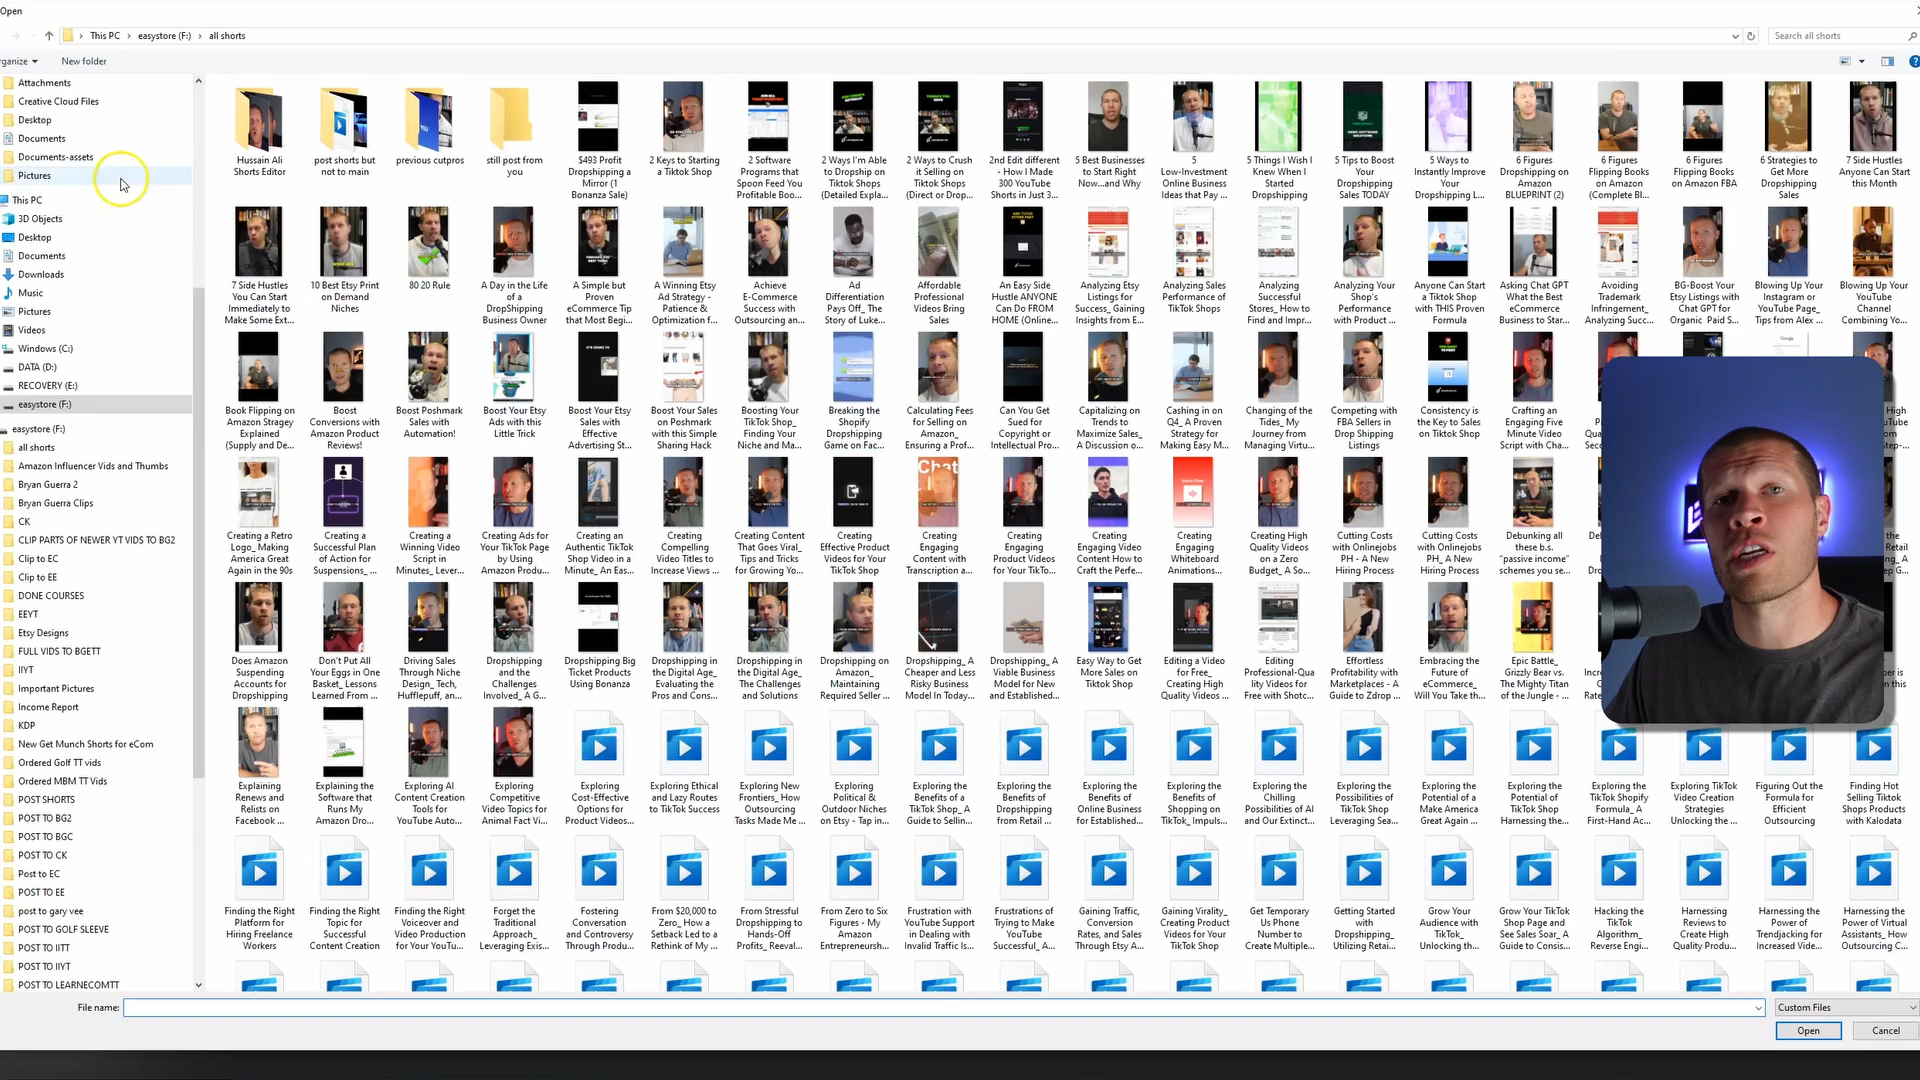 Open
This PC › easystore (F:) › all shorts
Search all shorts
rganize
New folder
Attachments
Creative Cloud Files
Desktop
Documents
Documents-assets
Pictures
This PC
3D Objects
Desktop
Documents
Downloads
Music
Pictures
Videos
Windows (C:)
DATA (D:)
RECOVERY (E:)
easystore (F:)
easystore (F:)
all shorts
Amazon Influencer Vids and Thumbs
Bryan Guerra 2
Bryan Guerra Clips
CK
CLIP PARTS OF NEWER YT VIDS TO BG2
Clip to EC
Clip to EE
DONE COURSES
EEYT
Etsy Designs
FULL VIDS TO BGETT
IIYT
Important Pictures
Income Report
KDP
New Get Munch Shorts for eCom
Ordered Golf TT vids
Ordered MBM TT Vids
POST SHORTS
POST TO BG2
POST TO BGC
POST TO CK
Post to EC
POST TO EE
post to gary vee
POST TO GOLF SLEEVE
POST TO IITT
POST TO IIYT
POST TO LEARNECOMTT
Hussain Ali
Shorts Editor
post shorts but
not to main
previous cutpros
still post from
you
$493 Profit
Dropshipping a
Mirror (1
Bonanza Sale)
2 Keys to Starting
a Tiktok Shop
2 Software
Programs that
Spoon Feed You
Profitable Boo...
2 Ways I'm Able
to Dropship on
Tiktok Shops
(Detailed Expla...
2 Ways to Crush
it Selling on
Tiktok Shops
(Direct or Drop...
2nd Edit different
- How I Made
300 YouTube
Shorts in Just 3...
5 Best Businesses
to Start Right
Now...and Why
5
Low-Investment
Online Business
Ideas that Pay ...
5 Things I Wish I
Knew When I
Started
Dropshipping
5 Tips to Boost
Your
Dropshipping
Sales TODAY
5 Ways to
Instantly Improve
Your
Dropshipping L...
6 Figures
Dropshipping on
Amazon
BLUEPRINT (2)
6 Figures
Flipping Books
on Amazon
(Complete Bl...
6 Figures
Flipping Books
on Amazon FBA
6 Strategies to
Get More
Dropshipping
Sales
7 Side Hustles
Anyone Can Start
this Month
7 Side Hustles
You Can Start
Immediately to
Make Some Ext...
10 Best Etsy Print
on Demand
Niches
80 20 Rule
A Day in the Life
of a
DropShipping
Business Owner
A Simple but
Proven
eCommerce Tip
that Most Begi...
A Winning Etsy
Ad Strategy -
Patience &
Optimization f...
Achieve
E-Commerce
Success with
Outsourcing an...
Ad
Differentiation
Pays Off_ The
Story of Luke...
Affordable
Professional
Videos Bring
Sales
An Easy Side
Hustle ANYONE
Can Do FROM
HOME (Online...
Analyzing Etsy
Listings for
Success_ Gaining
Insights from E...
Analyzing Sales
Performance of
TikTok Shops
Analyzing
Successful
Stores_ How to
Find and Impr...
Analyzing Your
Shop's
Performance
with Product ...
Anyone Can Start
a Tiktok Shop
with THIS Proven
Formula
Asking Chat GPT
What the Best
eCommerce
Business to Star...
Avoiding
Trademark
Infringement_
Analyzing Succ...
BG-Boost Your
Etsy Listings with
Chat GPT for
Organic_Paid S...
Blowing Up Your
Instagram or
YouTube Page_
Tips from Alex ...
Blowing Up Your
YouTube
Channel
Combining Yo...
Book Flipping on
Amazon Stragey
Explained
(Supply and De...
Boost
Conversions with
Amazon Product
Reviews!
Boost Poshmark
Sales with
Automation!
Boost Your Etsy
Ads with this
Little Trick
Boost Your Etsy
Sales with
Effective
Advertising St...
Boost Your Sales
on Poshmark
with this Simple
Sharing Hack
Boosting Your
TikTok Shop_
Finding Your
Niche and Ma...
Breaking the
Shopify
Dropshipping
Game on Fac...
Calculating Fees
for Selling on
Amazon_
Ensuring a Prof...
Can You Get
Sued for
Copyright or
Intellectual Pro...
Capitalizing on
Trends to
Maximize Sales_
A Discussion o...
Cashing in on
Q4_ A Proven
Strategy for
Making Easy M...
Changing of the
Tides_ My
Journey from
Managing Virtu...
Competing with
FBA Sellers in
Drop Shipping
Listings
Consistency is
the Key to Sales
on Tiktok Shop
Crafting an
Engaging Five
Minute Video
Script with Cha...
Creating a Retro
Logo_ Making
America Great
Again in the 90s
Creating a
Successful Plan
of Action for
Suspensions_ ...
Creating a
Winning Video
Script in
Minutes_ Lever...
Creating Ads for
Your TikTok Page
by Using
Amazon Produ...
Creating an
Authentic TikTok
Shop Video in a
Minute_ An Eas...
Creating
Compelling
Video Titles to
Increase Views ...
Creating Content
That Goes Viral_
Tips and Tricks
for Growing Yo...
Creating
Effective Product
Videos for Your
TikTok Shop
Creating
Engaging
Content with
Transcription a...
Creating
Engaging
Product Videos
for Your TikTo...
Creating
Engaging Video
Content How to
Craft the Perfe...
Creating
Engaging
Whiteboard
Animations...
Creating High
Quality Videos
on a Zero
Budget_ A So...
Cutting Costs
with Onlinejobs
PH - A New
Hiring Process
Cutting Costs
with Onlinejobs
PH - A New
Hiring Process
Debunking all
these b.s.
"passive income"
schemes you se...
Does Amazon
Suspending
Accounts for
Dropshipping
Don't Put All
Your Eggs in One
Basket_ Lessons
Learned From ...
Driving Sales
Through Niche
Design_ Tech,
Hufflepuff, an...
Dropshipping
and the
Challenges
Involved_ A G...
Dropshipping Big
Ticket Products
Using Bonanza
Dropshipping in
the Digital Age_
Evaluating the
Pros and Cons...
Dropshipping in
the Digital Age_
The Challenges
and Solutions
Dropshipping on
Amazon_
Maintaining
Required Seller ...
Dropshipping_ A
Cheaper and Less
Risky Business
Model In Today...
Dropshipping_ A
Viable Business
Model for New
and Established...
Easy Way to Get
More Sales on
Tiktok Shop
Editing a Video
for Free_
Creating High
Quality Videos ...
Editing
Professional-Qua
lity Videos for
Free with Shotc...
Effortless
Profitability with
Marketplaces - A
Guide to Zdrop ...
Embracing the
Future of
eCommerce_
Will You Take th...
Epic Battle_
Grizzly Bear vs.
The Mighty Titan
of the Jungle - ...
Explaining
Renews and
Relists on
Facebook ...
Explaining the
Software that
Runs My
Amazon Dro...
Exploring AI
Content Creation
Tools for
YouTube Auto...
Exploring
Competitive
Video Topics for
Animal Fact Vi...
Exploring
Cost-Effective
Options for
Product Videos...
Exploring Ethical
and Lazy Routes
to Success
Exploring New
Frontiers_ How
Outsourcing
Tasks Made Me ...
Exploring
Political &
Outdoor Niches
on Etsy - Tap in...
Exploring the
Benefits of a
TikTok Shop_ A
Guide to Sellin...
Exploring the
Benefits of
Dropshipping
from Retail ...
Exploring the
Benefits of
Online Business
for Established...
Exploring the
Benefits of
Shopping on
TikTok_ Impuls...
Exploring the
Chilling
Possibilities of AI
and Our Extinct...
Exploring the
Possibilities of
TikTok Shop
Leveraging Sea...
Exploring the
Potential of a
Make America
Great Again ...
Exploring the
Potential of
TikTok Shop
Harnessing the...
Exploring the
TikTok Shopify
Formula_ A
First-Hand Ac...
Exploring TikTok
Video Creation
Strategies
Unlocking the ...
Figuring Out the
Formula for
Efficient
Outsourcing
Finding Hot
Selling Tiktok
Shops Products
with Kalodata
Finding the Right
Platform for
Hiring Freelance
Workers
Finding the Right
Topic for
Successful
Content Creation
Finding the Right
Voiceover and
Video Production
for Your YouTu...
Forget the
Traditional
Approach_
Leveraging Exis...
Fostering
Conversation
and Controversy
Through Produ...
From $20,000 to
Zero_ How a
Setback Led to a
Rethink of My ...
From Stressful
Dropshipping to
Hands-Off
Profits_ Reeval...
From Zero to Six
Figures - My
Amazon
Entrepreneursh...
Frustration with
YouTube Support
in Dealing with
Invalid Traffic Is...
Frustrations of
Trying to Make
YouTube
Successful_ A...
Gaining Traffic,
Conversion
Rates, and Sales
Through Etsy A...
Gaining Virality_
Creating Product
Videos for Your
TikTok Shop
Get Temporary
Us Phone
Number to
Create Multiple...
Getting Started
with
Dropshipping_
Utilizing Retai...
Grow Your
Audience with
TikTok_
Unlocking th...
Grow Your TikTok
Shop Page and
See Sales Soar_ A
Guide to Consis...
Hacking the
TikTok
Algorithm_
Reverse Engi...
Harnessing
Reviews to
Create High
Quality Produc...
Harnessing the
Power of
Trendjacking for
Increased Vide...
Harnessing the
Power of Virtual
Assistants_ How
Outsourcing C...
File name:
Custom Files
Open
Cancel